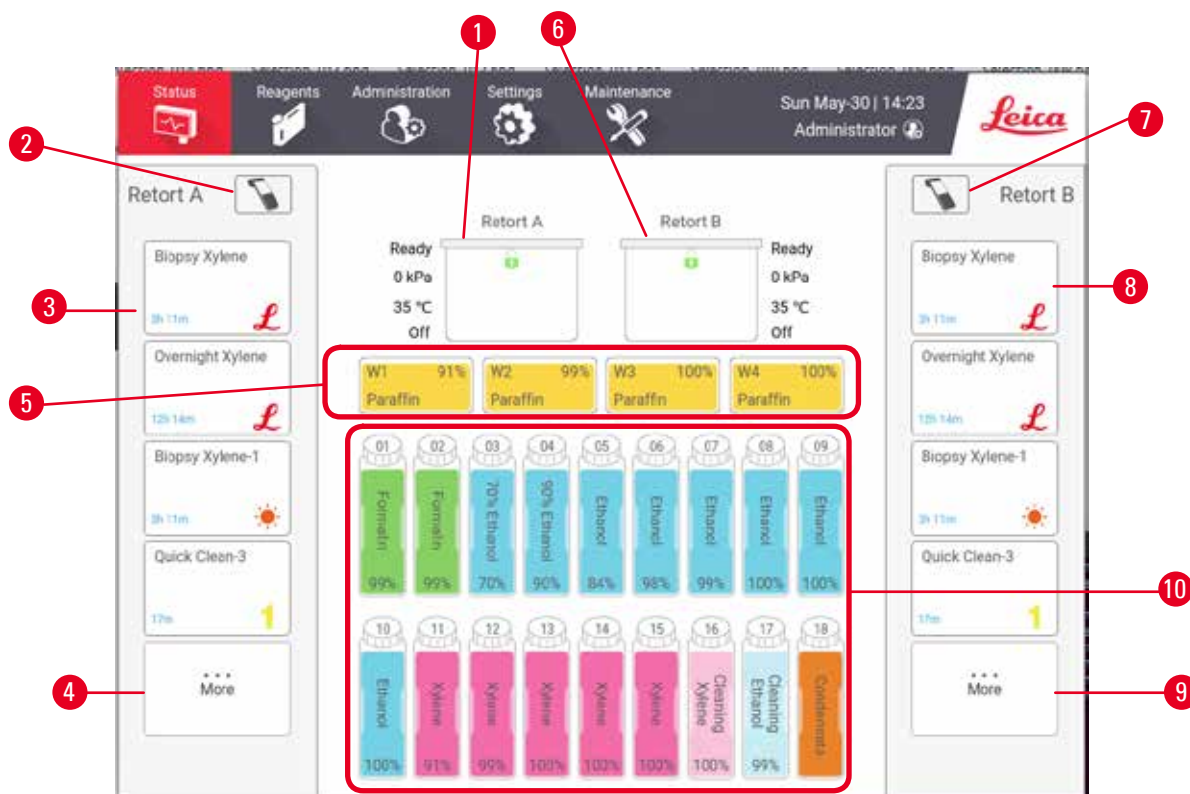 1
6
Status
Reagents
Administration
Settings
Maintenance
Sun May-30 | 14:23
Administrator
Leica
2
7
Retort A
Retort B
Retort A
Retort B
Ready
0 kPa
35 °C
Off
Ready
0 kPa
35 °C
Off
3
Biopsy Xylene
3h 11m
L
Overnight Xylene
12h 14m
L
Biopsy Xylene-1
3h 11m
Quick Clean-3
17m
1
4
... More
5
W1 91%
Paraffin
W2 99%
Paraffin
W3 100%
Paraffin
W4 100%
Paraffin
01 02 03 04 05 06 07 08 09
Formalin
Formalin
70% Ethanol
90% Ethanol
Ethanol
Ethanol
Ethanol
Ethanol
Ethanol
99% 99% 70% 90% 84% 98% 99% 100% 100%
10 11 12 13 14 15 16 17 18
Ethanol
Xylene
Xylene
Xylene
Xylene
Xylene
Cleaning
Xylene
Cleaning
Ethanol
Condensate
100% 91% 99% 100% 100% 100% 100% 99%
8
Biopsy Xylene
3h 11m
L
Overnight Xylene
12h 14m
L
Biopsy Xylene-1
3h 11m
Quick Clean-3
17m
1
10
... More
9